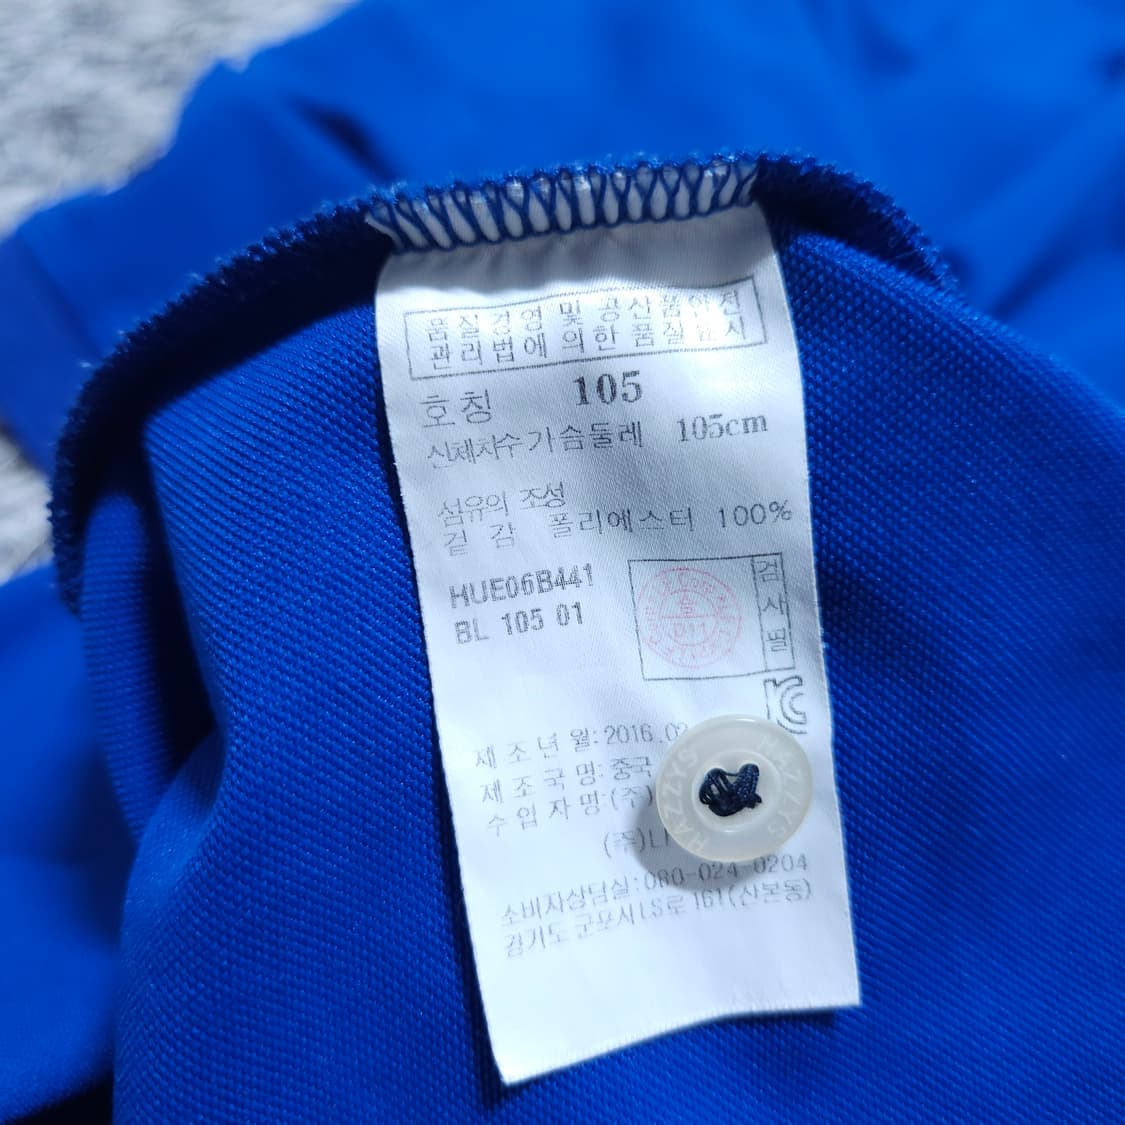 품질경영 및 공산품안전
관리법에 의한 품질표시
호칭 105
신체치수 가슴둘레 105cm
섬유의 조성
겉감 폴리에스터 100%
HUE06B441
BL 105 01
검사필
제조년월: 2016.02
제조국명: 중국
수입자명: (주)
(주)LF
소비자상담실: 080-024-0204
경기도 군포시 LS로 161(산본동)
HAZZYS HAZZYS